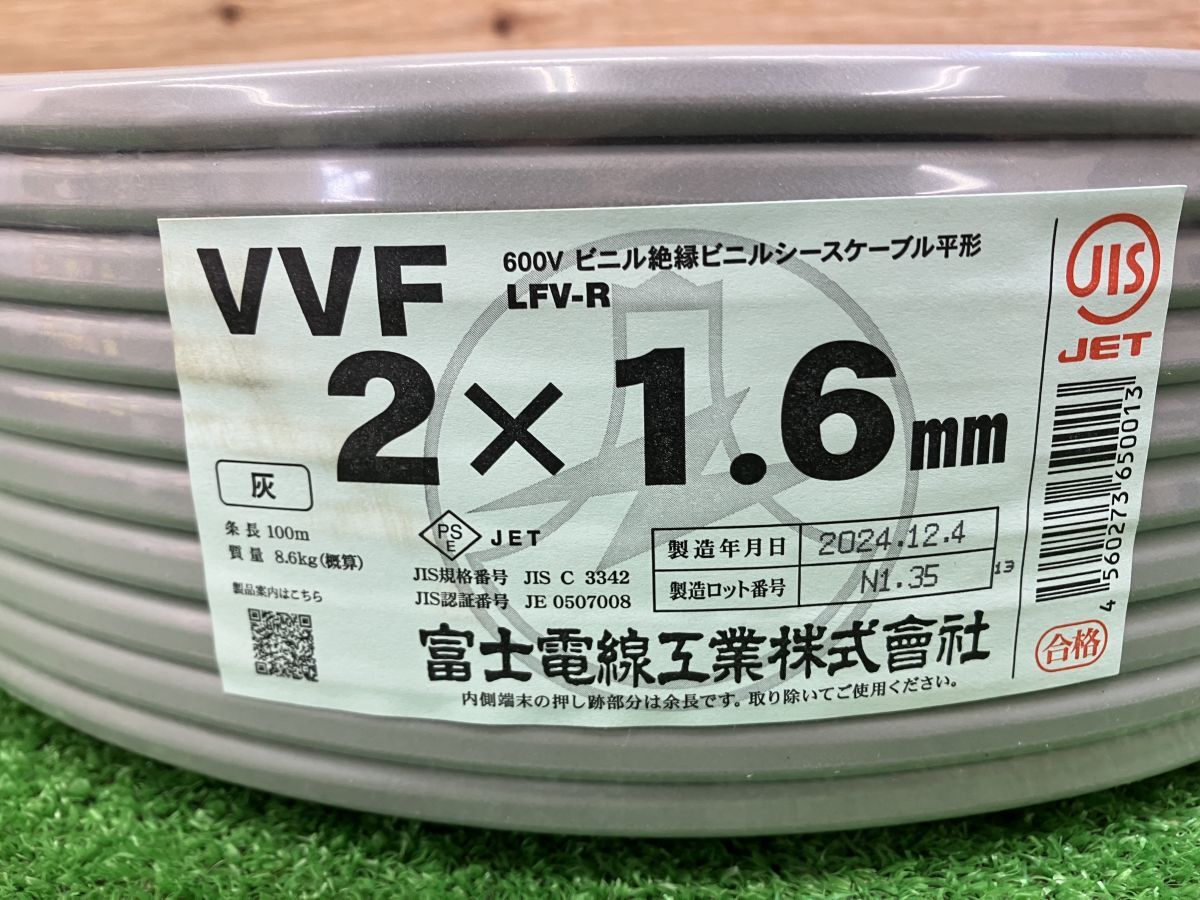 VVF
600V ビニル絶縁ビニルシースケーブル平形
LFV-R
2×1.6mm
灰
条長 100m
質量 8.6kg(概算)
製品案内はこちら
PS
E
JET
JIS規格番号 JIS C 3342
JIS認証番号 JE 0507008
製造年月日 2024.12.4
製造ロット番号 N1.35
13
富士電線工業株式會社
内側端末の押し跡部分は余長です。取り除いてご使用ください。
JIS
JET
4560273650013
合格